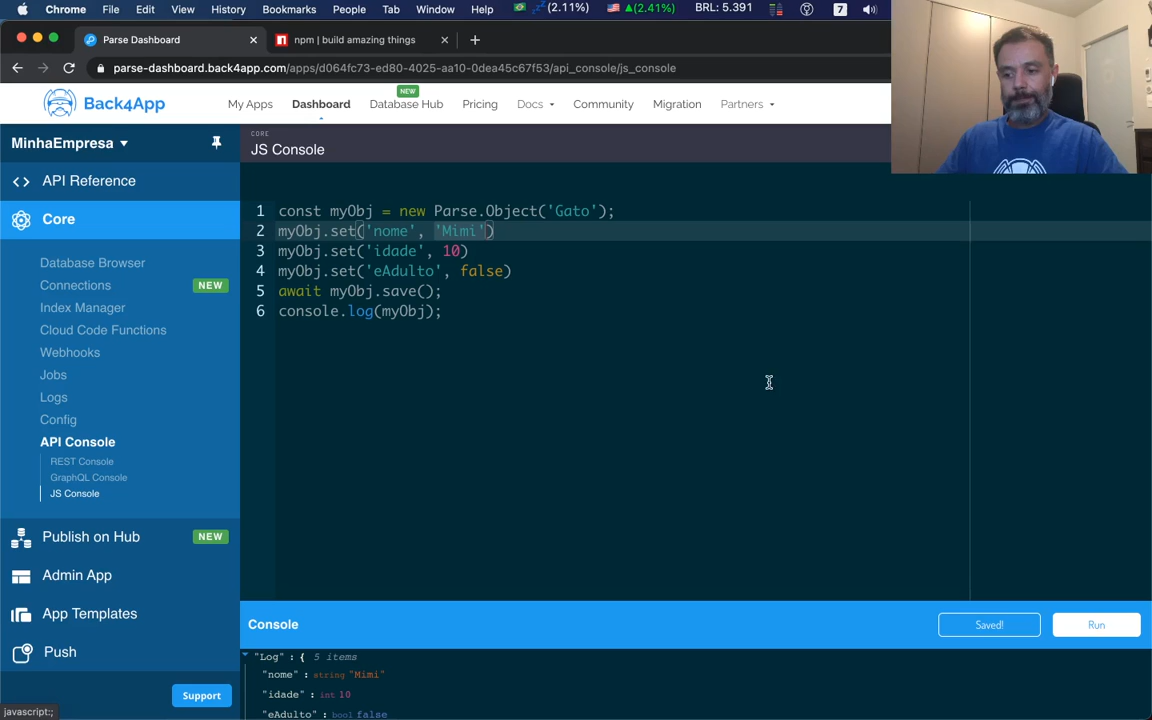 Chrome File Edit View History Bookmarks People Tab Window Help (2.11%) (2.41%) BRL: 5.391 7
Parse Dashboard npm | build amazing things
parse-dashboard.back4app.com/apps/d064fc73-ed80-4025-aa10-0dea45c67f53/api_console/js_console
NEW
Back4App My Apps Dashboard Database Hub Pricing Docs Community Migration Partners
MinhaEmpresa
CORE
JS Console
API Reference
Core
Database Browser
Connections NEW
Index Manager
Cloud Code Functions
Webhooks
Jobs
Logs
Config
API Console
REST Console
GraphQL Console
JS Console
Publish on Hub NEW
Admin App
App Templates
Push
Support
javascript:;
1 const myObj = new Parse.Object('Gato');
2 myObj.set('nome', 'Mimi')
3 myObj.set('idade', 10)
4 myObj.set('eAdulto', false)
5 await myObj.save();
6 console.log(myObj);
Console Saved! Run
"Log" : { 5 items
"nome" : string "Mimi"
"idade" : int 10
"eAdulto" : bool false